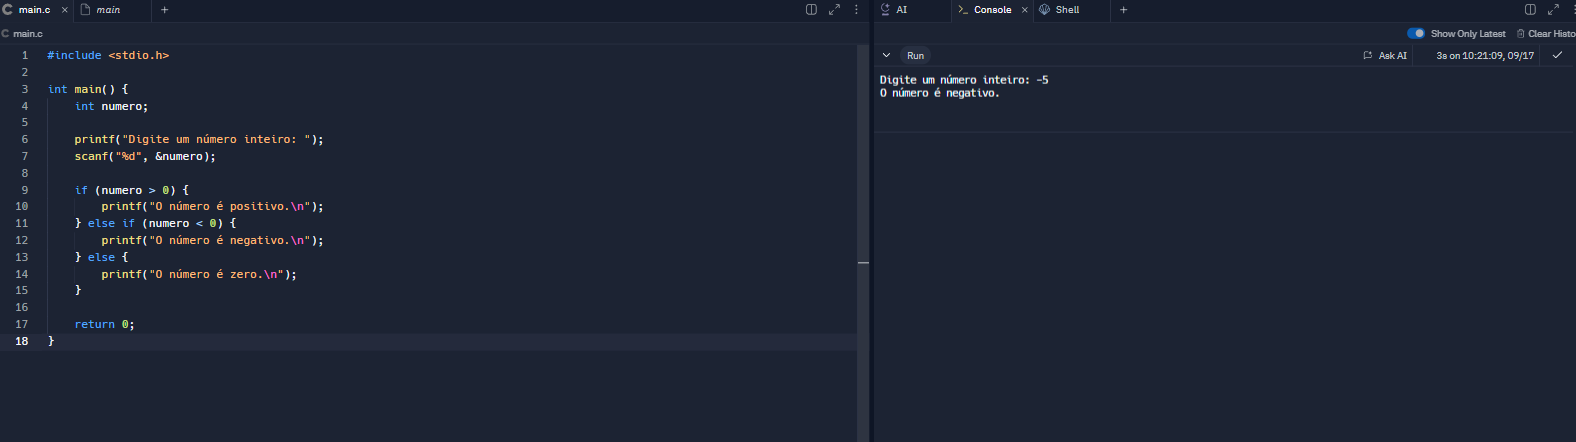 main.c × main +
main.c
1 #include <stdio.h>
2
3 int main() {
4 int numero;
5
6 printf("Digite um número inteiro: ");
7 scanf("%d", &numero);
8
9 if (numero > 0) {
10 printf("O número é positivo.\n");
11 } else if (numero < 0) {
12 printf("O número é negativo.\n");
13 } else {
14 printf("O número é zero.\n");
15 }
16
17 return 0;
18 }
AI Console × Shell +
Show Only Latest Clear Histo
Run Ask AI 3s on 10:21:09, 09/17
Digite um número inteiro: -5
O número é negativo.